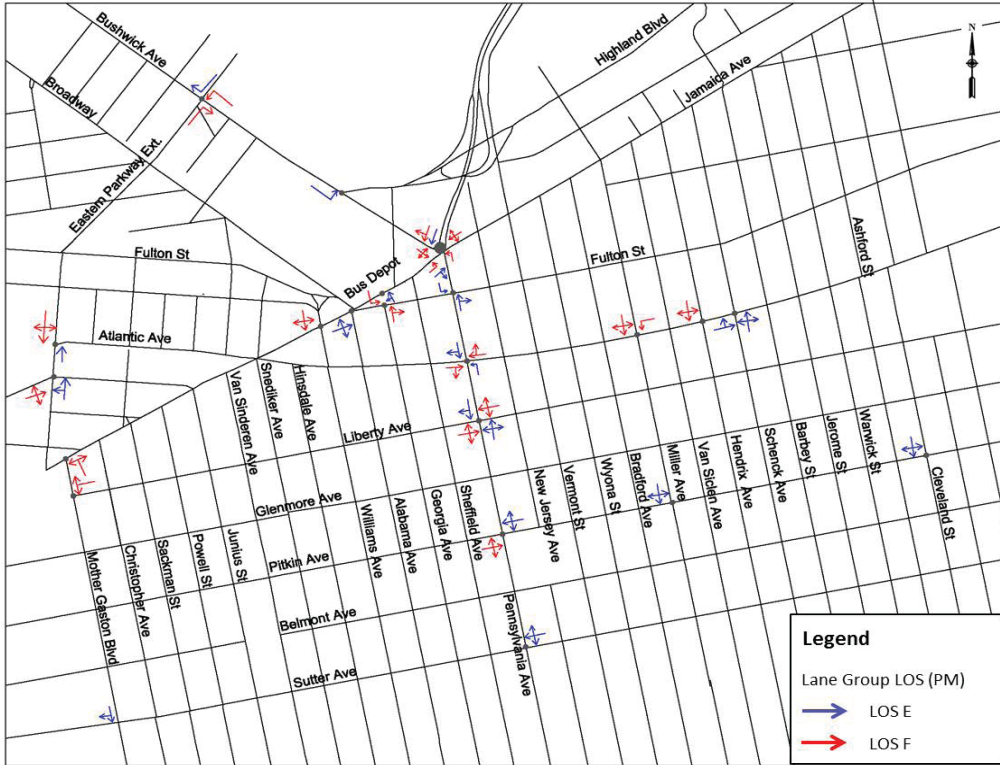 Bushwick Ave
Highland Blvd
N
Broadway
Jamaica Ave
Eastern Parkway Ext.
Ashford St
Fulton St
Fulton St
Bus Depot
Atlantic Ave
Van Sinderen Ave
Snediker Ave
Hinsdale Ave
Liberty Ave
Glenmore Ave
Williams Ave
Alabama Ave
Georgia Ave
Sheffield Ave
New Jersey Ave
Vermont St
Wyona St
Bradford Ave
Miller Ave
Van Siclen Ave
Hendrix Ave
Schenck Ave
Barbey St
Jerome St
Warwick St
Cleveland St
Mother Gaston Blvd
Christopher Ave
Sackman St
Powell St
Junius St
Pitkin Ave
Belmont Ave
Pennsylvania Ave
Sutter Ave
Legend
Lane Group LOS (PM)
LOS E
LOS F